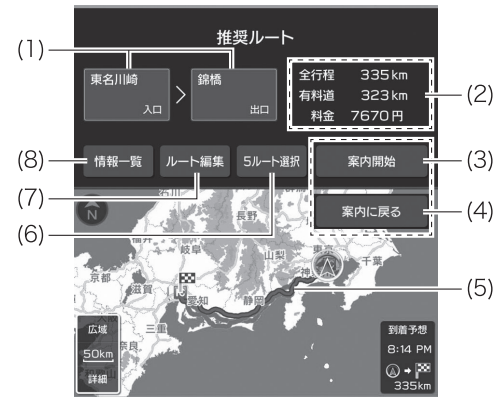 推奨ルート
(1)
東名川崎
入口
>
錦橋
出口
全行程 335km
有料道 323km
料金 7670円
(2)
(8)
情報一覧
ルート編集
5ルート選択
案内開始
(3)
(7)
(6)
案内に戻る
(4)
N
長野
岐阜
山梨
千葉
京都
滋賀
愛知
静岡
(5)
三重
奈良
広域
50km
詳細
到着予想
8:14 PM
335km